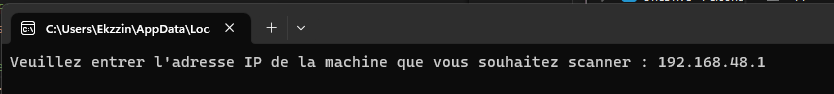 C:\Users\Ekzzin\AppData\Loc
Veuillez entrer l'adresse IP de la machine que vous souhaitez scanner : 192.168.48.1